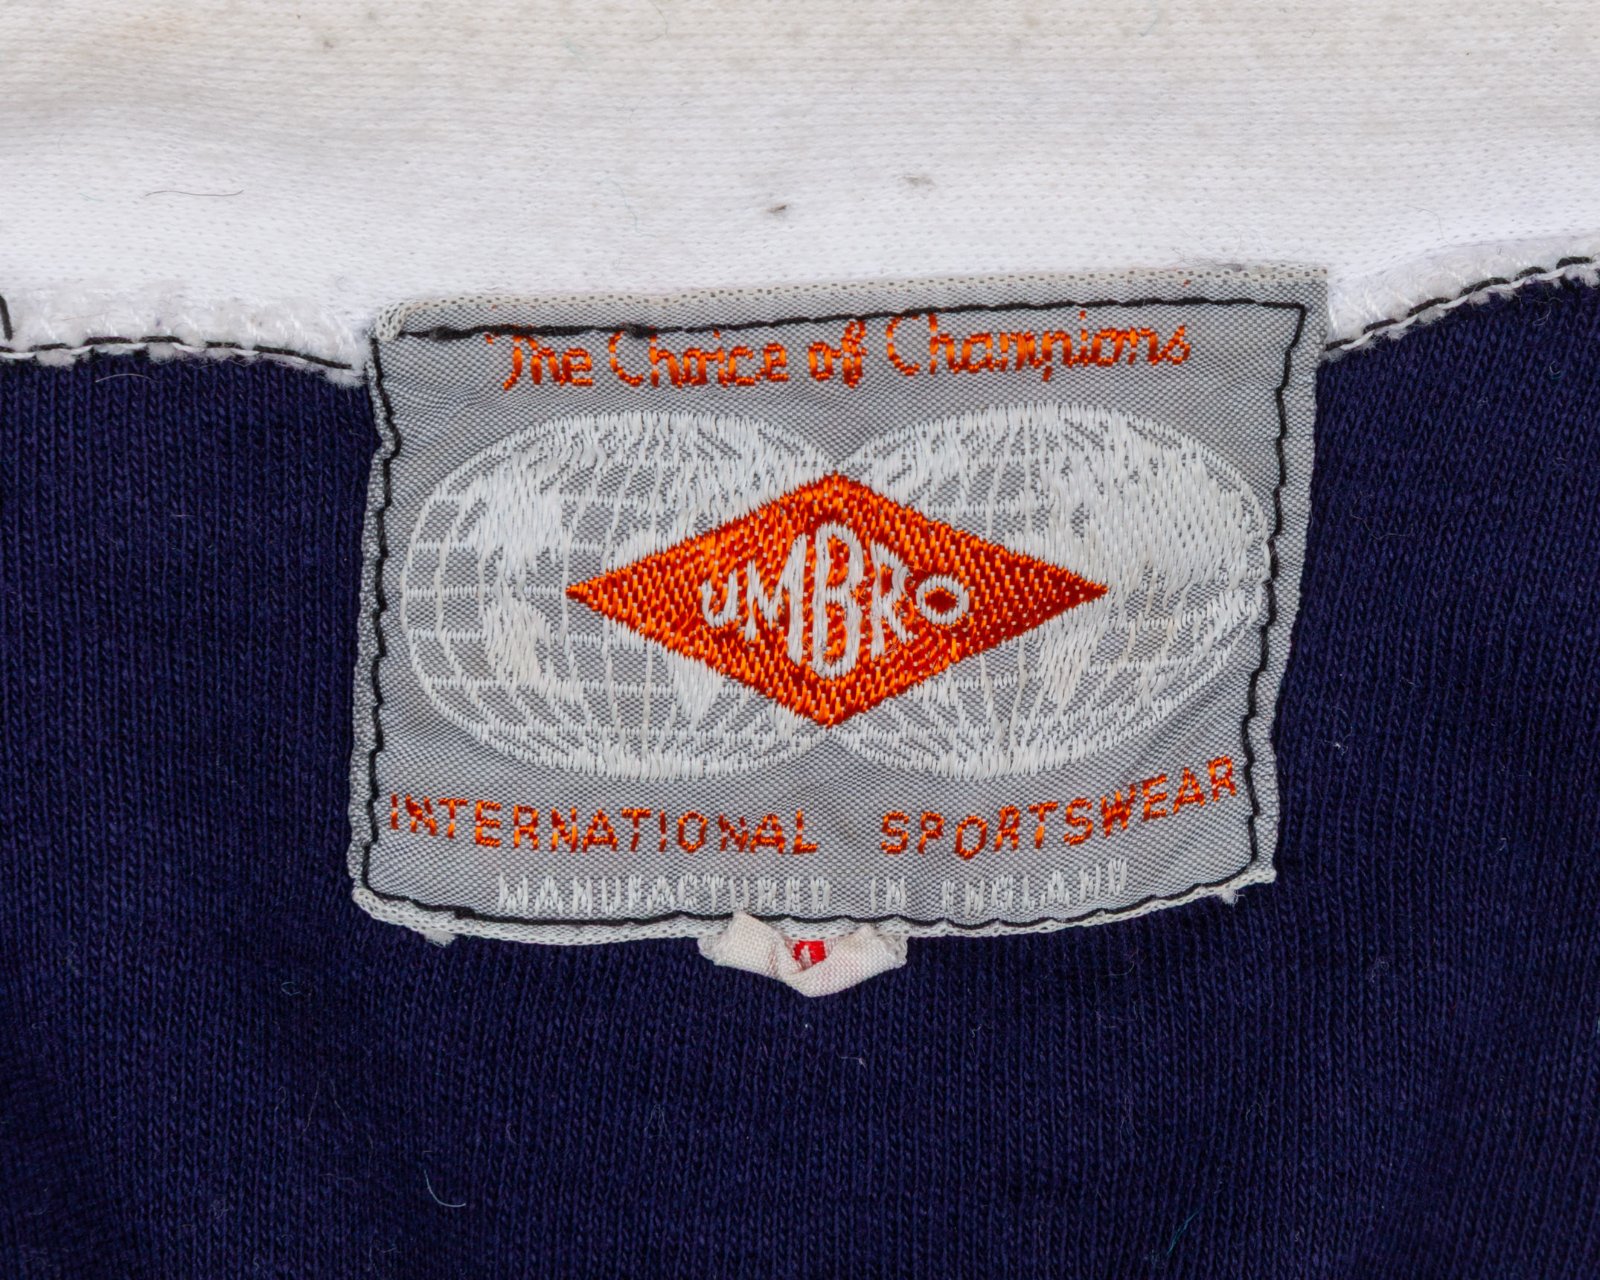 The Choice of Champions
UMBRO
INTERNATIONAL SPORTSWEAR
MANUFACTURED IN ENGLAND